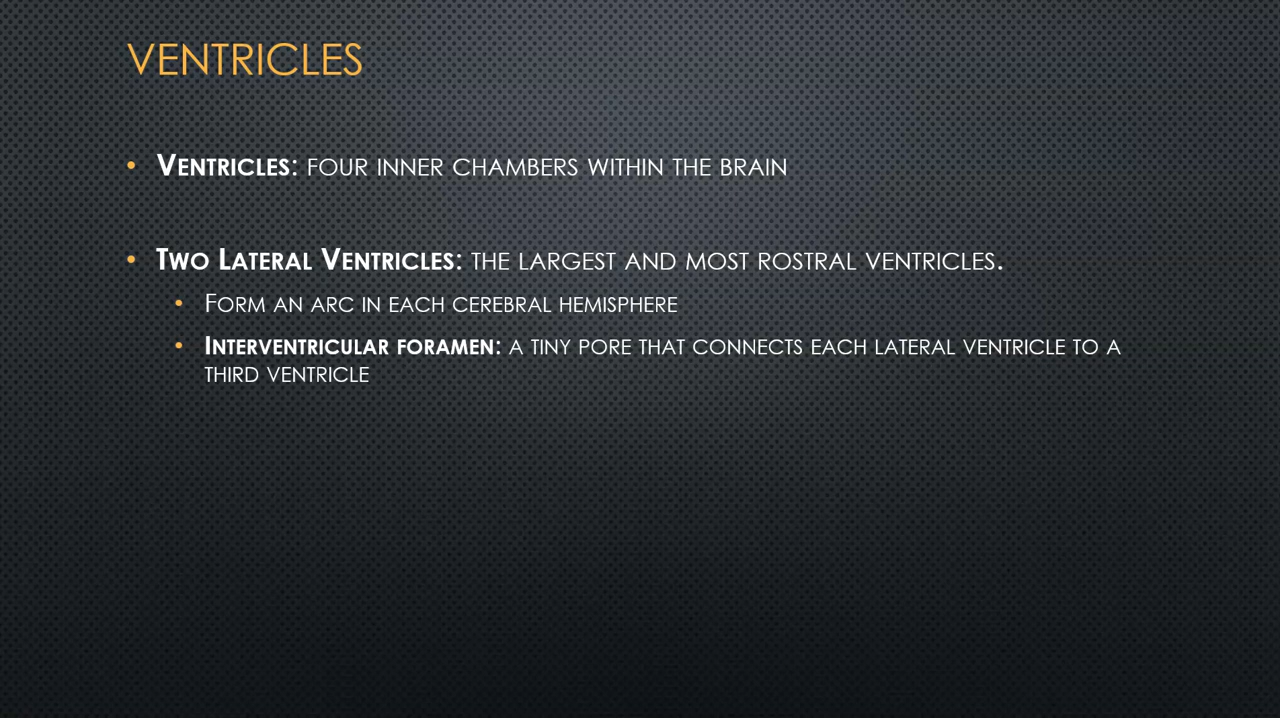 VENTRICLES
• VENTRICLES: FOUR INNER CHAMBERS WITHIN THE BRAIN
• TWO LATERAL VENTRICLES: THE LARGEST AND MOST ROSTRAL VENTRICLES.
• FORM AN ARC IN EACH CEREBRAL HEMISPHERE
• INTERVENTRICULAR FORAMEN: A TINY PORE THAT CONNECTS EACH LATERAL VENTRICLE TO A
THIRD VENTRICLE